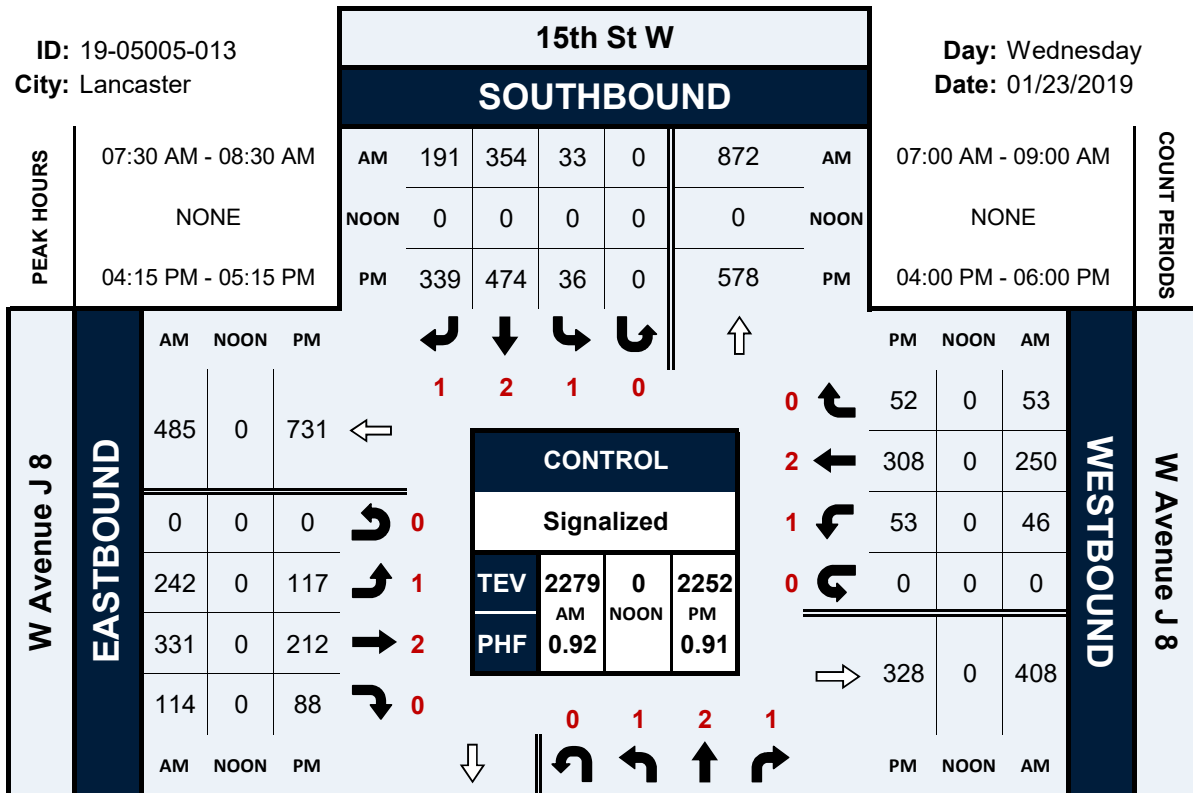 ID: 19-05005-013
City: Lancaster
15th St W
SOUTHBOUND
Day: Wednesday
Date: 01/23/2019
PEAK HOURS
07:30 AM - 08:30 AM
NONE
04:15 PM - 05:15 PM
AM 191 354 33 0 872 AM
NOON 0 0 0 0 0 NOON
PM 339 474 36 0 578 PM
07:00 AM - 09:00 AM
NONE
04:00 PM - 06:00 PM
COUNT PERIODS
1 2 1 0
W Avenue J 8
EASTBOUND
AM NOON PM
485 0 731
0 0 0 0
242 0 117 1
331 0 212 2
114 0 88 0
AM NOON PM
CONTROL
Signalized
TEV 2279 0 2252
AM NOON PM
PHF 0.92 0.91
PM NOON AM
0 52 0 53
2 308 0 250
1 53 0 46
0 0 0 0
328 0 408
PM NOON AM
WESTBOUND
W Avenue J 8
0 1 2 1